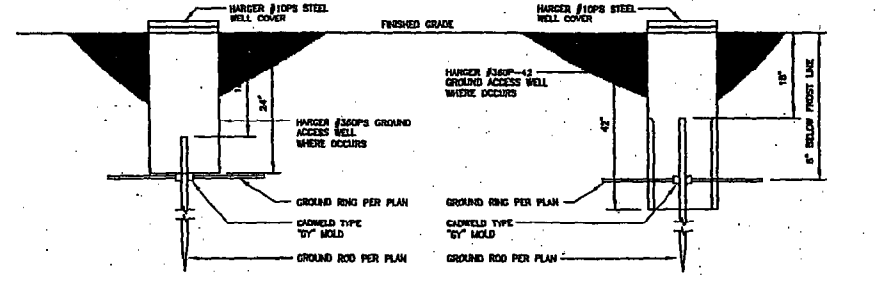 HARGER #10PS STEEL
WELL COVER
FINISHED GRADE
24"
HARGER #360PS GROUND
ACCESS WELL
WHERE OCCURS
GROUND RING PER PLAN
CADWELD TYPE
"GY" MOLD
GROUND ROD PER PLAN
HARGER #10PS STEEL
WELL COVER
HARGER #360P-42
GROUND ACCESS WELL
WHERE OCCURS
42"
18"
6" BELOW FROST LINE
GROUND RING PER PLAN
CADWELD TYPE
"GY" MOLD
GROUND ROD PER PLAN